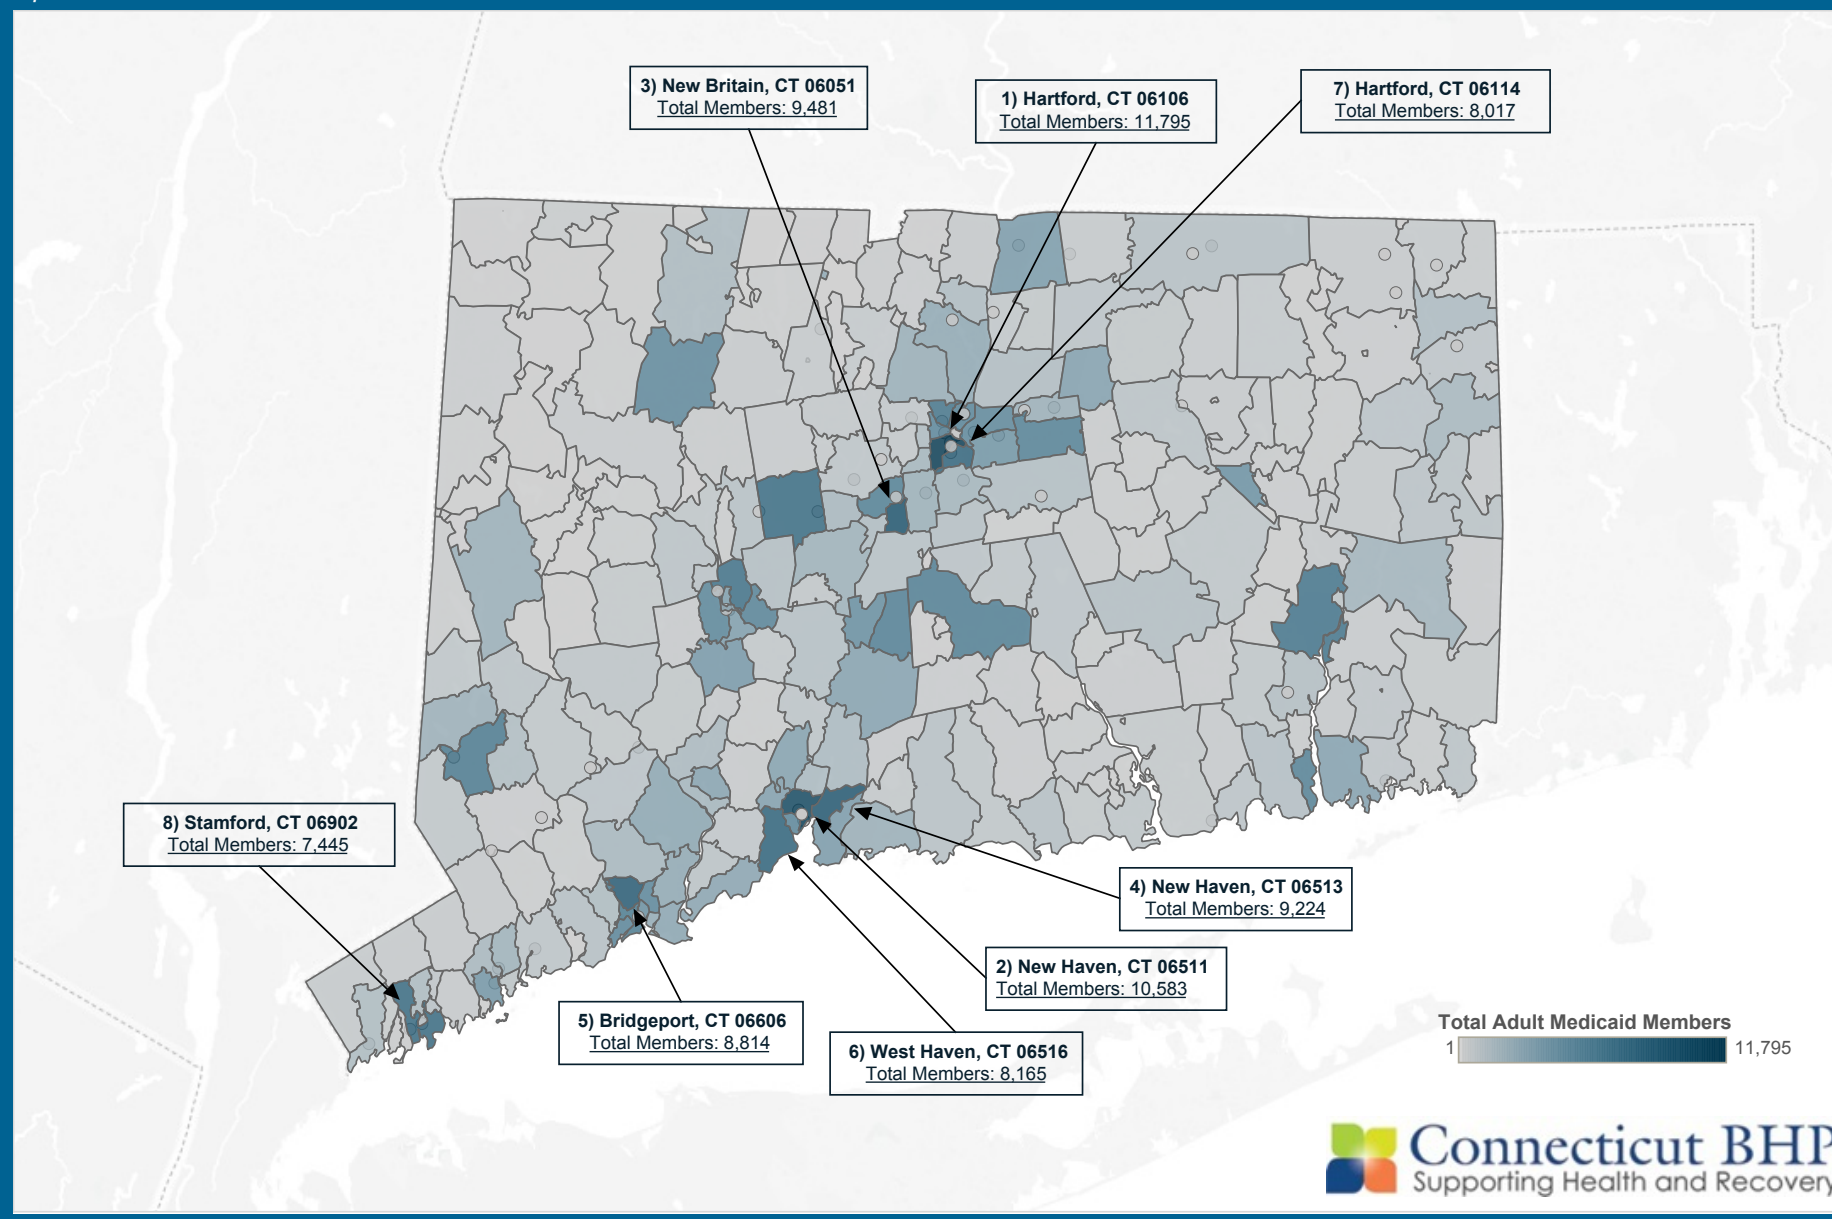 3) New Britain, CT 06051
Total Members: 9,481
1) Hartford, CT 06106
Total Members: 11,795
7) Hartford, CT 06114
Total Members: 8,017
8) Stamford, CT 06902
Total Members: 7,445
4) New Haven, CT 06513
Total Members: 9,224
2) New Haven, CT 06511
Total Members: 10,583
5) Bridgeport, CT 06606
Total Members: 8,814
6) West Haven, CT 06516
Total Members: 8,165
Total Adult Medicaid Members
1 11,795
Connecticut BHP
Supporting Health and Recovery